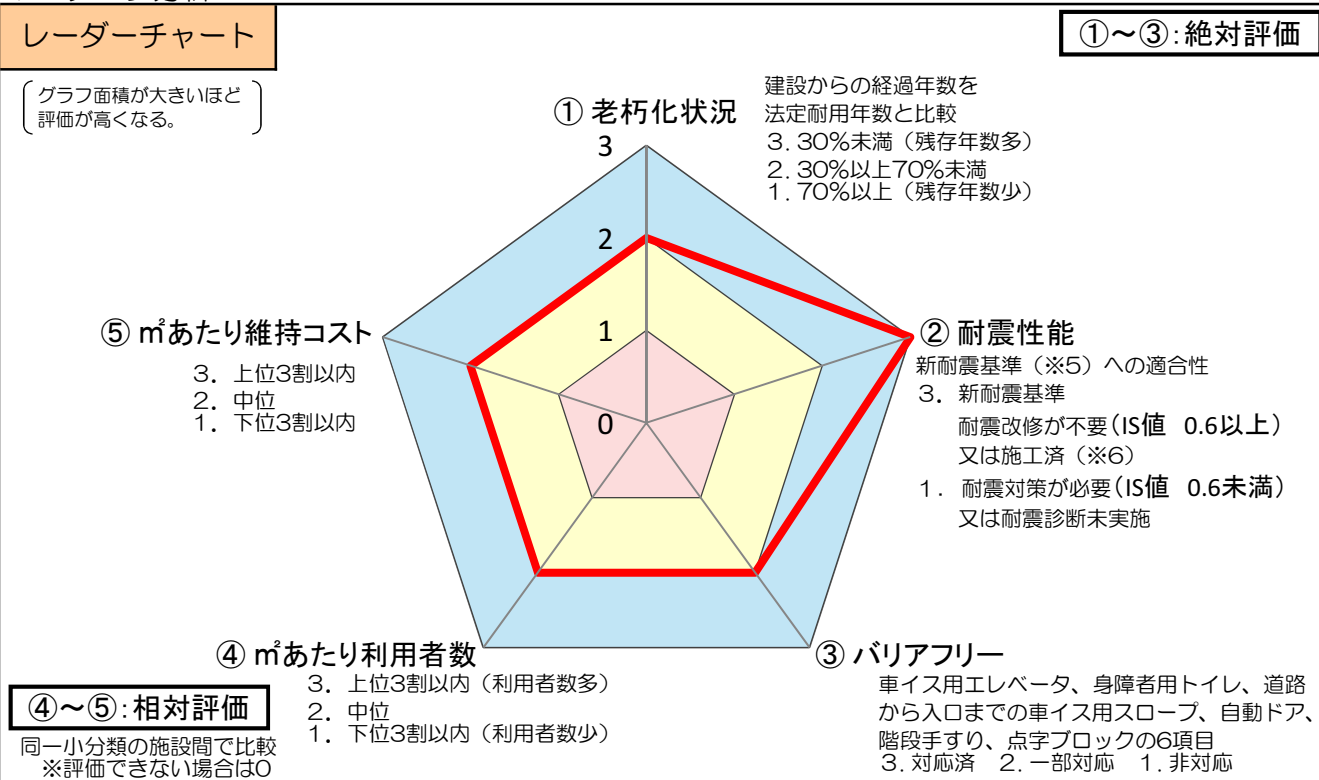 レーダーチャート
①～③:絶対評価
グラフ面積が大きいほど
評価が高くなる。
① 老朽化状況
建設からの経過年数を
法定耐用年数と比較
３.30%未満（残存年数多）
２.30%以上70%未満
１.70%以上（残存年数少）
3
2
1
0
② 耐震性能
新耐震基準（※5）への適合性
３．新耐震基準
耐震改修が不要(IS値 0.6以上)
又は施工済（※6）
１．耐震対策が必要(IS値 0.6未満)
又は耐震診断未実施
⑤ ㎡あたり維持コスト
３．上位3割以内
２．中位
１．下位3割以内
④ ㎡あたり利用者数
３．上位3割以内（利用者数多）
２．中位
１．下位3割以内（利用者数少）
③ バリアフリー
車イス用エレベータ、身障者用トイレ、道路
から入口までの車イス用スロープ、自動ドア、
階段手すり、点字ブロックの6項目
３.対応済 ２.一部対応 １.非対応
④～⑤:相対評価
同一小分類の施設間で比較
※評価できない場合は0